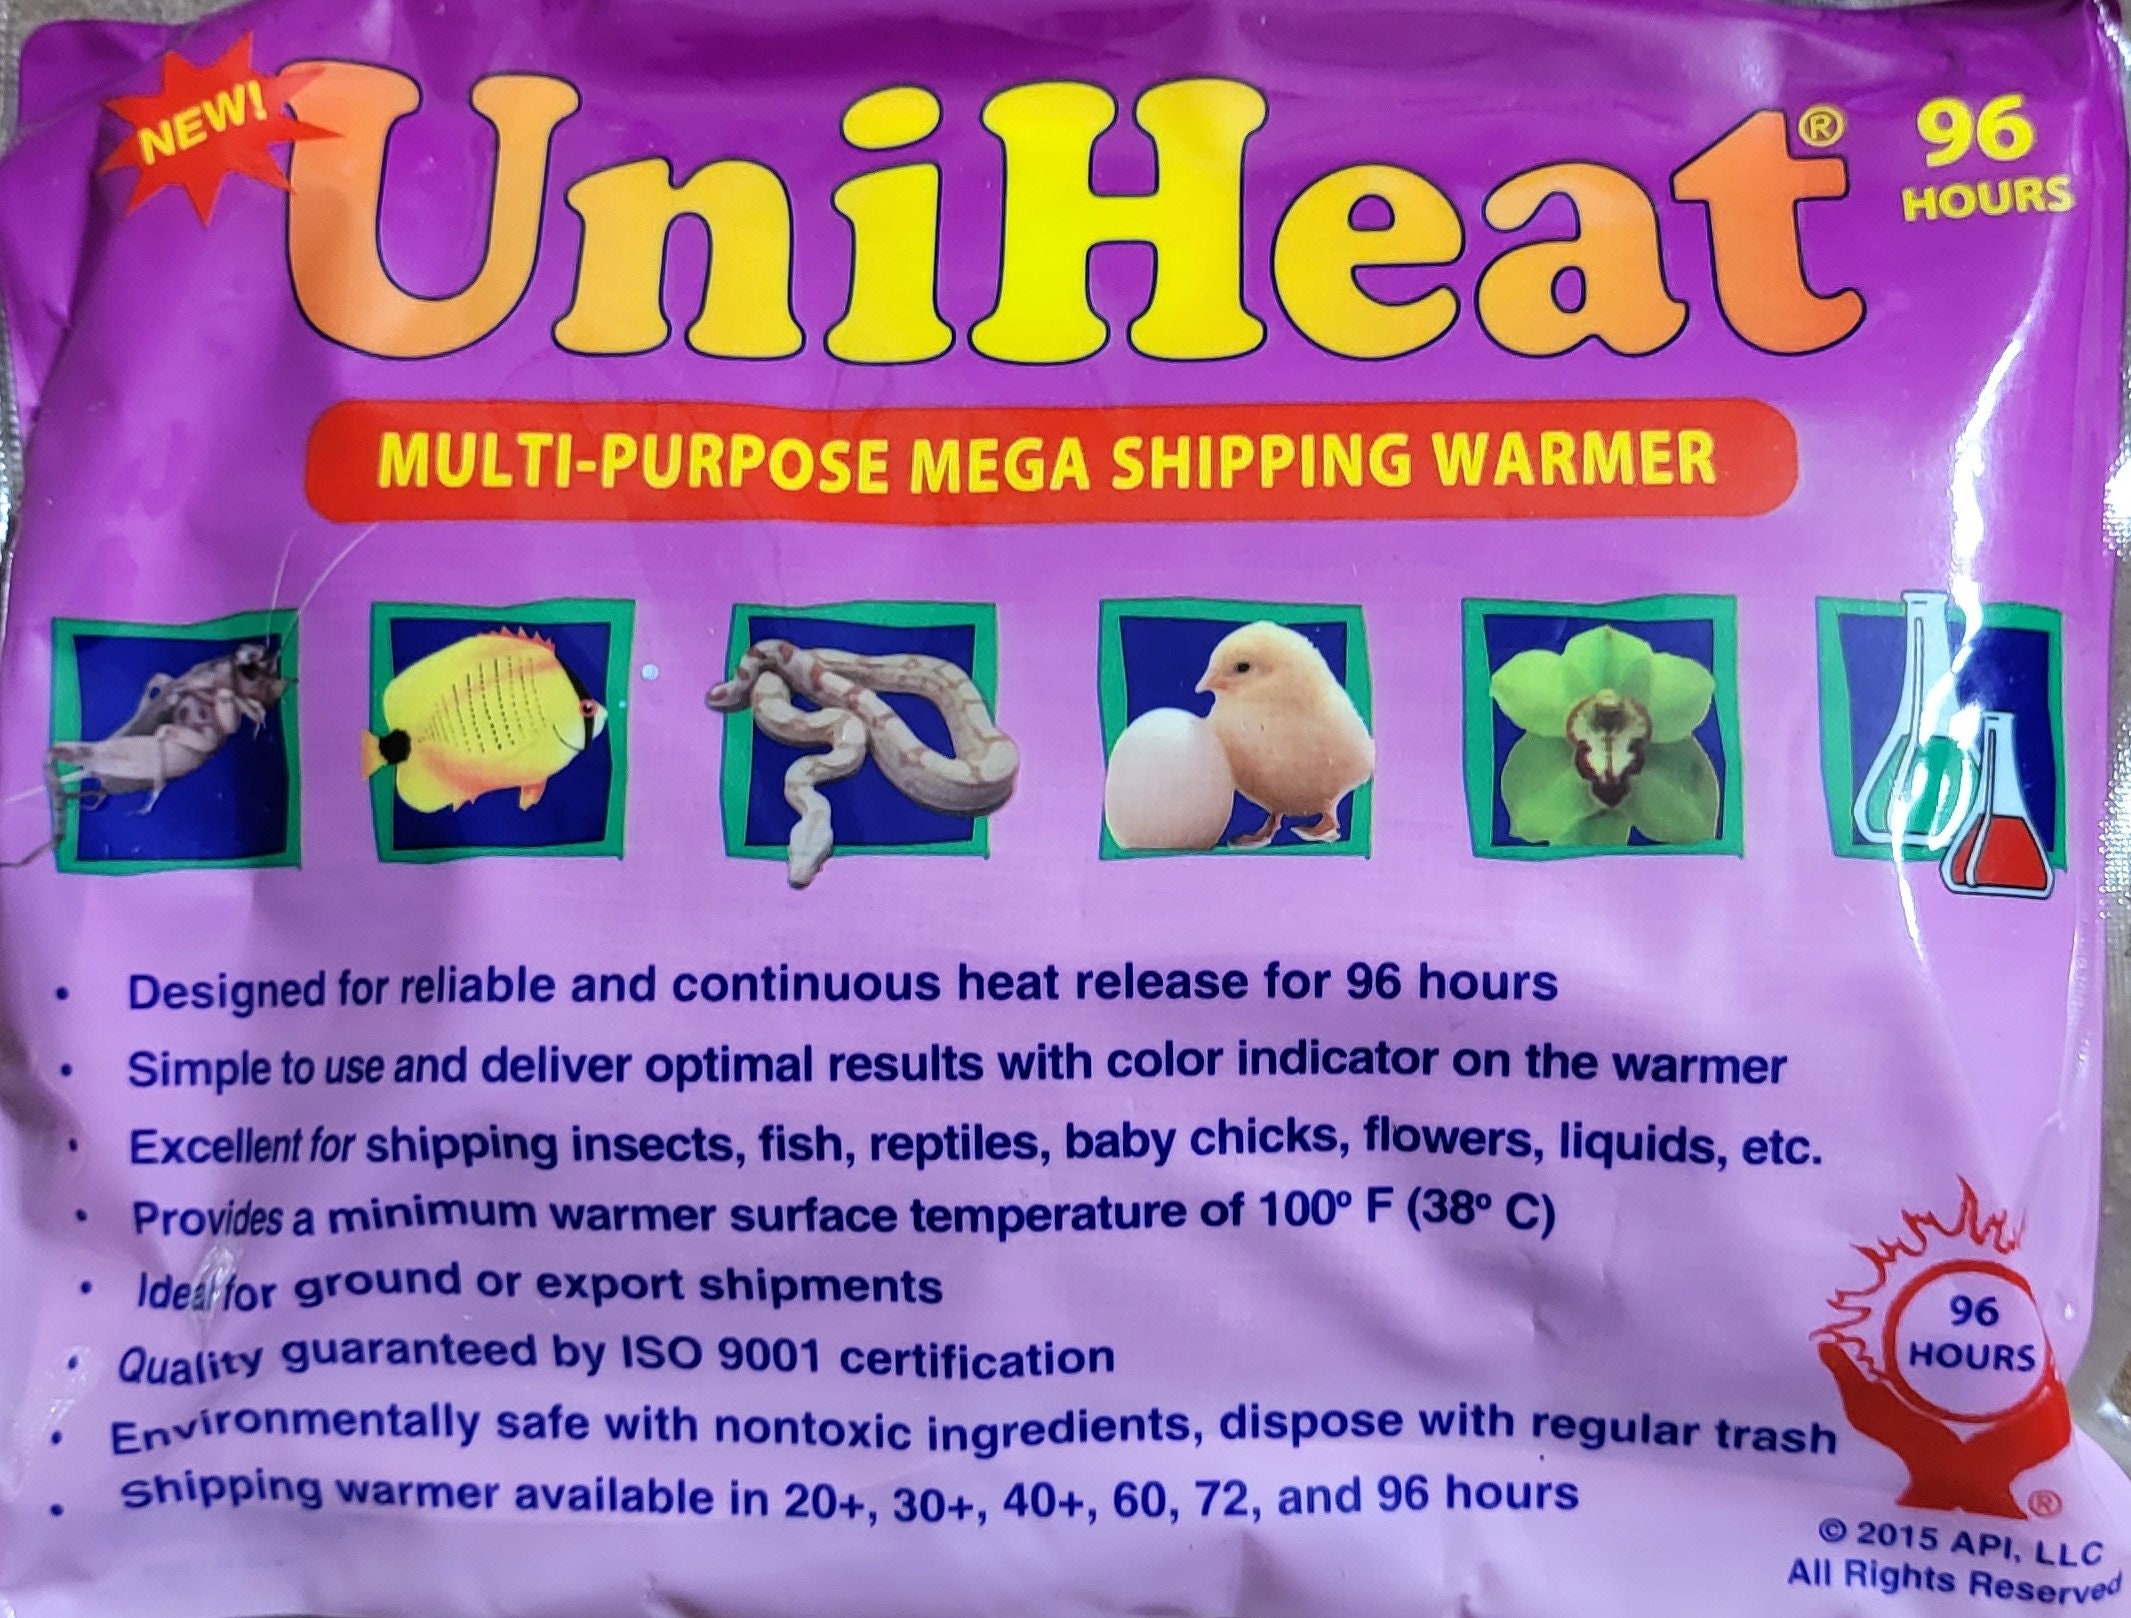 NEW!
UniHeat®
96
HOURS
MULTI-PURPOSE MEGA SHIPPING WARMER
• Designed for reliable and continuous heat release for 96 hours
• Simple to use and deliver optimal results with color indicator on the warmer
• Excellent for shipping insects, fish, reptiles, baby chicks, flowers, liquids, etc.
• Provides a minimum warmer surface temperature of 100º F (38º C)
• Ideal for ground or export shipments
• Quality guaranteed by ISO 9001 certification
• Environmentally safe with nontoxic ingredients, dispose with regular trash
• Shipping warmer available in 20+, 30+, 40+, 60, 72, and 96 hours
96
HOURS
®
© 2015 API, LLC
All Rights Reserved